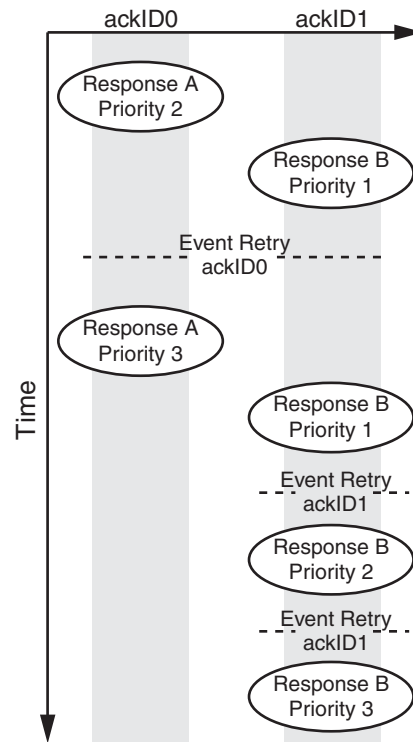 ackID0 ackID1
Response A
Priority 2
Response B
Priority 1
Event Retry
ackID0
Response A
Priority 3
Response B
Priority 1
Event Retry
ackID1
Response B
Priority 2
Event Retry
ackID1
Response B
Priority 3
Time